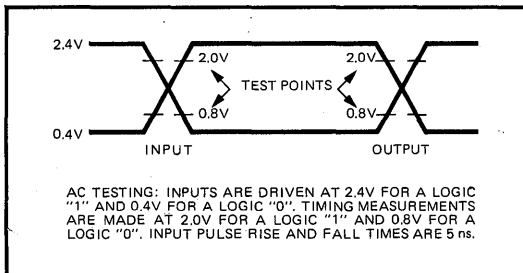 2.4V
2.0V 2.0V
TEST POINTS
0.8V 0.8V
0.4V
INPUT OUTPUT
AC TESTING: INPUTS ARE DRIVEN AT 2.4V FOR A LOGIC
"1" AND 0.4V FOR A LOGIC "0". TIMING MEASUREMENTS
ARE MADE AT 2.0V FOR A LOGIC "1" AND 0.8V FOR A
LOGIC "0". INPUT PULSE RISE AND FALL TIMES ARE 5 ns.